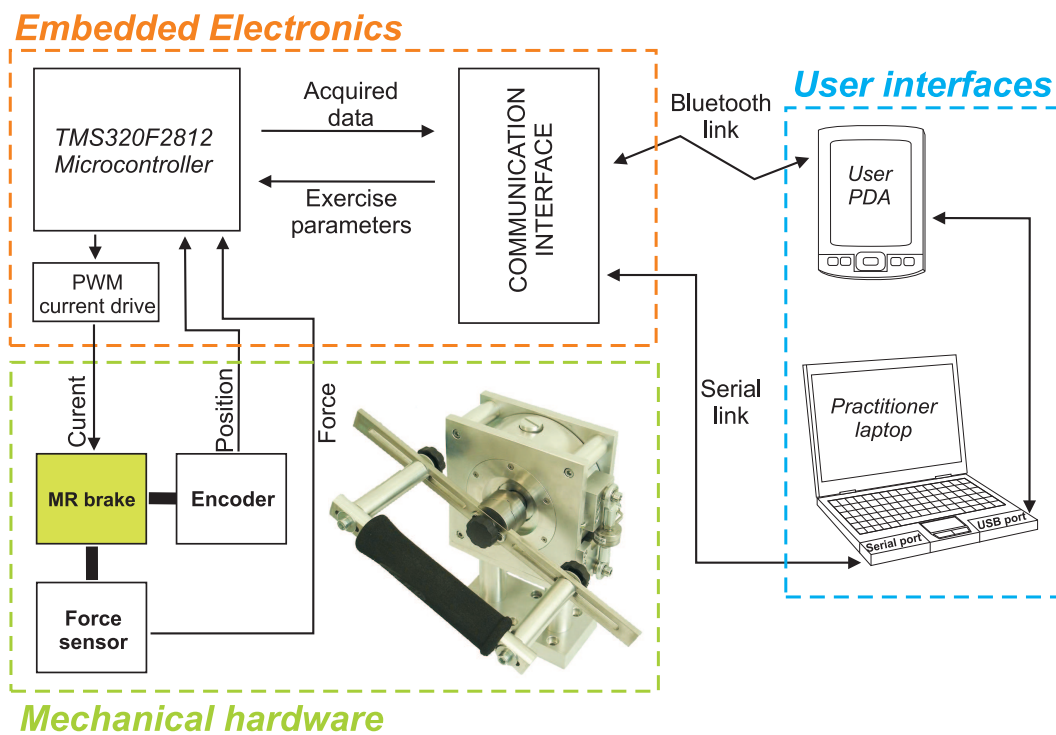 Embedded Electronics
TMS320F2812
Microcontroller
Acquired
data
Exercise
parameters
COMMUNICATION
INTERFACE
PWM
current drive
Bluetooth
link
User interfaces
User
PDA
Curent
Position
Force
MR brake
Encoder
Force
sensor
Serial
link
Practitioner
laptop
Serial port
USB port
Mechanical hardware